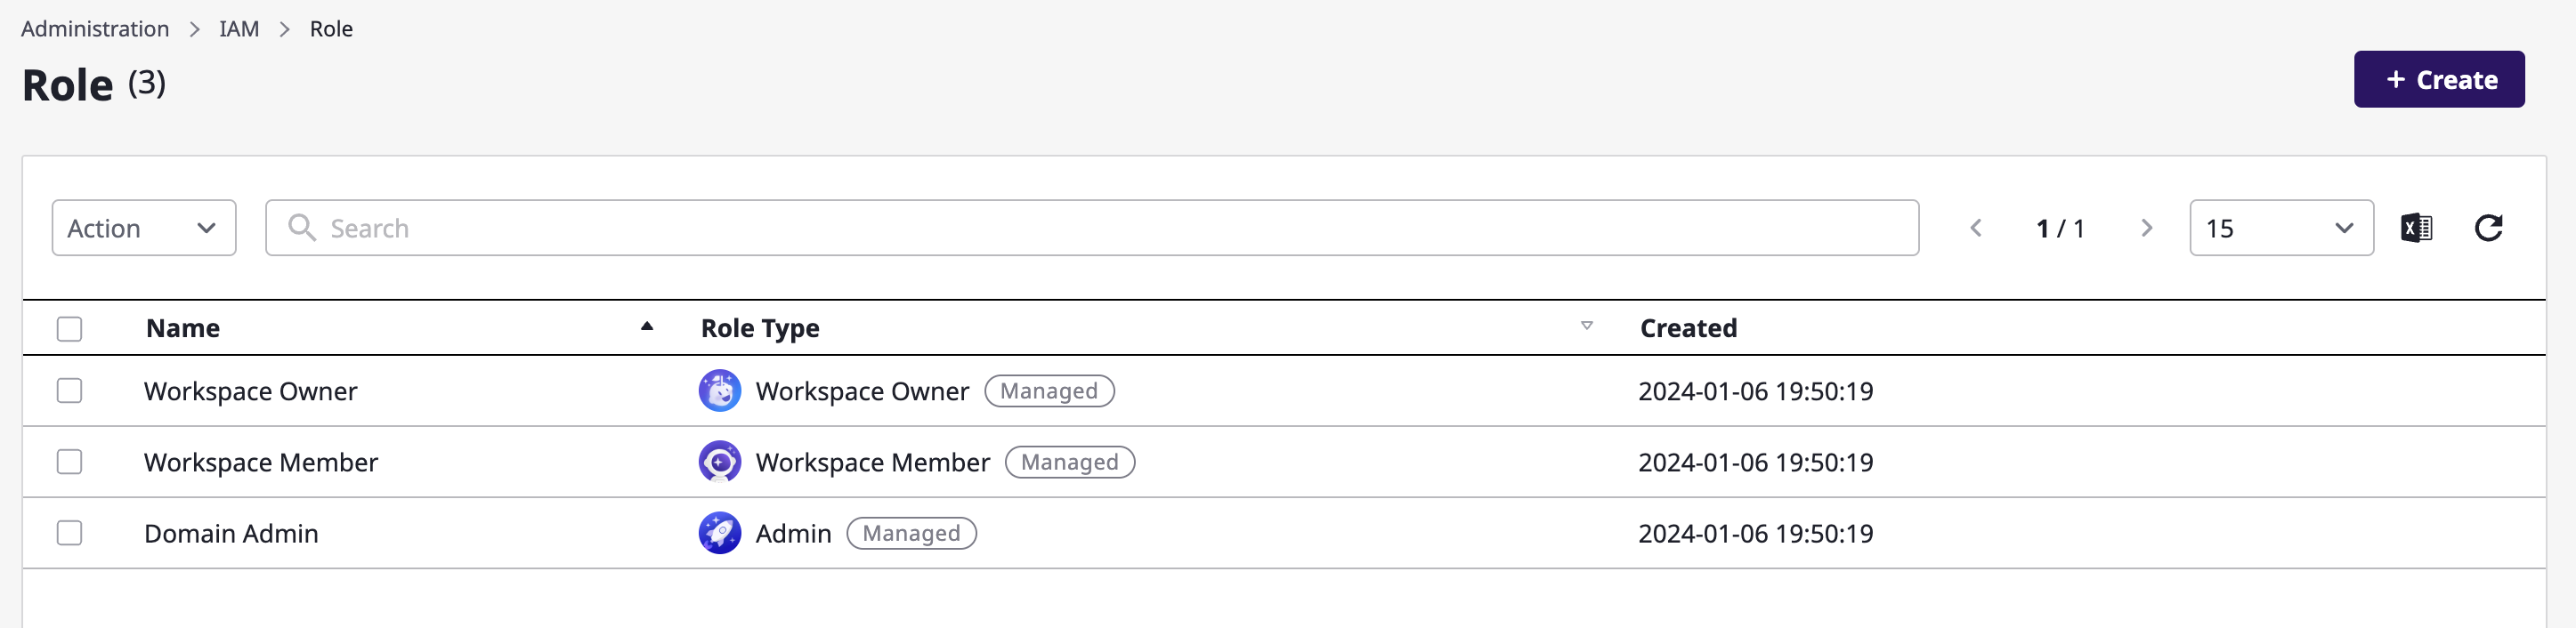 Administration > IAM > Role
Role (3)
+ Create
Action
Search
1 / 1
15
Name Role Type Created
Workspace Owner Workspace Owner Managed 2024-01-06 19:50:19
Workspace Member Workspace Member Managed 2024-01-06 19:50:19
Domain Admin Admin Managed 2024-01-06 19:50:19